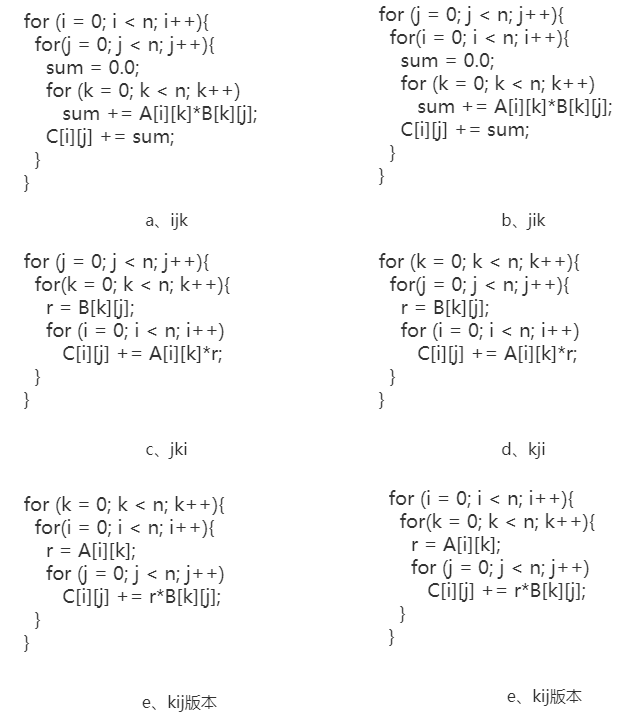 for (i = 0; i < n; i++){
for(j = 0; j < n; j++){
sum = 0.0;
for (k = 0; k < n; k++)
sum += A[i][k]*B[k][j];
C[i][j] += sum;
}
}
a、ijk
for (j = 0; j < n; j++){
for(i = 0; i < n; i++){
sum = 0.0;
for (k = 0; k < n; k++)
sum += A[i][k]*B[k][j];
C[i][j] += sum;
}
}
b、jik
for (j = 0; j < n; j++){
for(k = 0; k < n; k++){
r = B[k][j];
for (i = 0; i < n; i++)
C[i][j] += A[i][k]*r;
}
}
c、jki
for (k = 0; k < n; k++){
for(j = 0; j < n; j++){
r = B[k][j];
for (i = 0; i < n; i++)
C[i][j] += A[i][k]*r;
}
}
d、kji
for (k = 0; k < n; k++){
for(i = 0; i < n; i++){
r = A[i][k];
for (j = 0; j < n; j++)
C[i][j] += r*B[k][j];
}
}
e、kij版本
for (i = 0; i < n; i++){
for(k = 0; k < n; k++){
r = A[i][k];
for (j = 0; j < n; j++)
C[i][j] += r*B[k][j];
}
}
e、kij版本